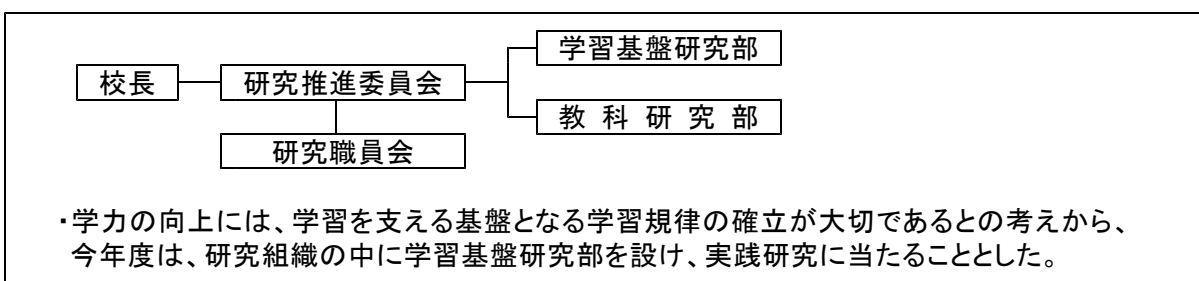 学習基盤研究部
校長
研究推進委員会
教科研究部
研究職員会
・学力の向上には、学習を支える基盤となる学習規律の確立が大切であるとの考えから、
今年度は、研究組織の中に学習基盤研究部を設け、実践研究に当たることとした。